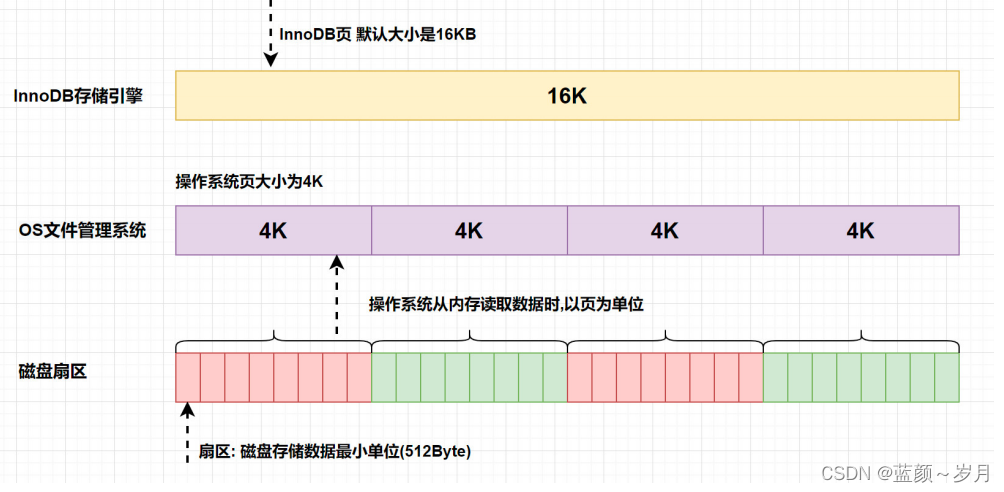 InnoDB页 默认大小是16KB
InnoDB存储引擎
16K
操作系统页大小为4K
OS文件管理系统
4K 4K 4K 4K
操作系统从内存读取数据时,以页为单位
磁盘扇区
扇区: 磁盘存储数据最小单位(512Byte)
CSDN @蓝颜～岁月